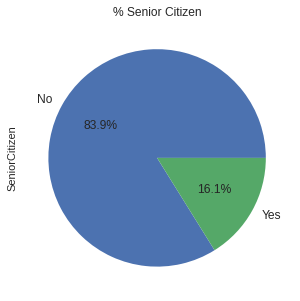 % Senior Citizen
No
83.9%
SeniorCitizen
16.1%
Yes